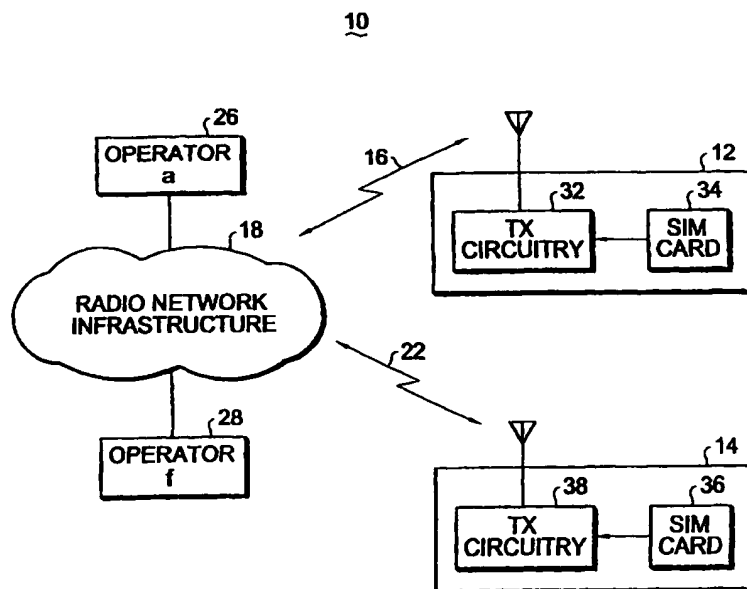 10
26
OPERATOR
a
16
12
18
32
34
TX
CIRCUITRY
SIM
CARD
RADIO NETWORK
INFRASTRUCTURE
22
28
OPERATOR
f
14
38
36
TX
CIRCUITRY
SIM
CARD